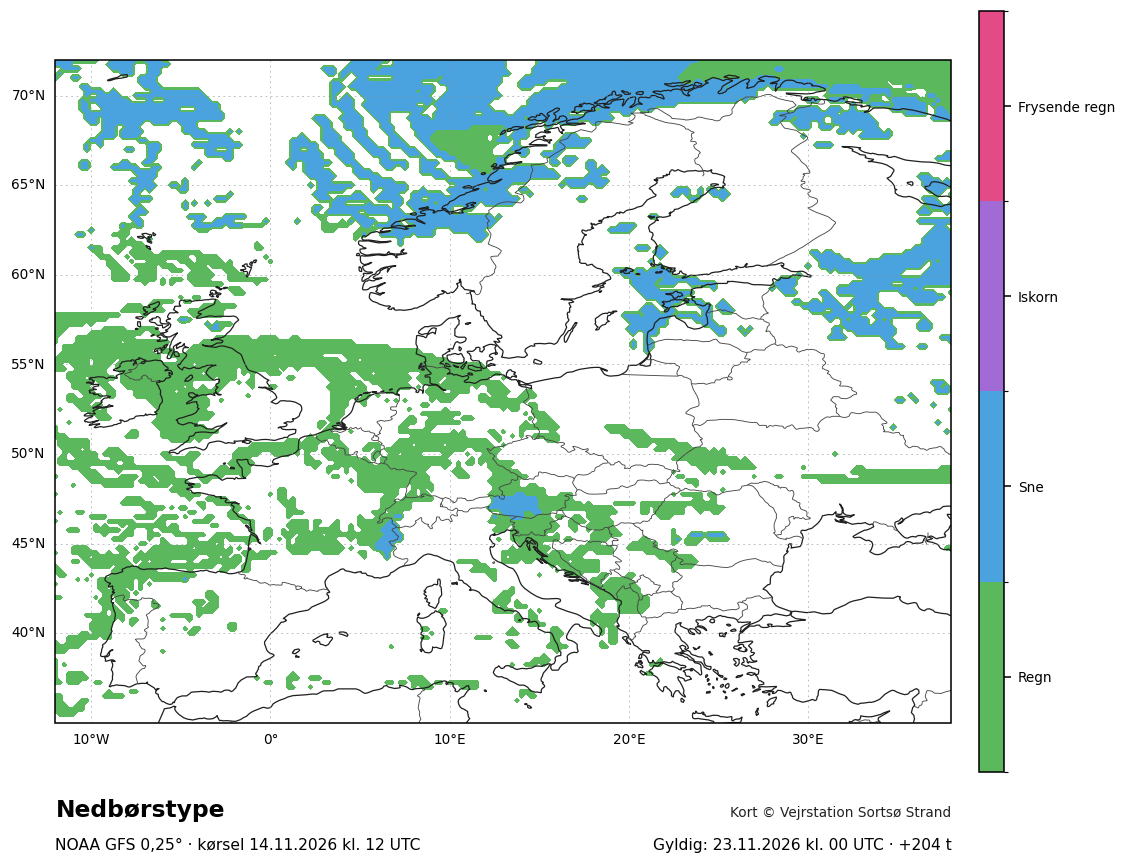 70°N
65°N
60°N
55°N
50°N
45°N
40°N
10°W
0°
10°E
20°E
30°E
Frysende regn
Iskorn
Sne
Regn
Nedbørstype
Kort © Vejrstation Sortsø Strand
NOAA GFS 0,25° · kørsel 14.11.2026 kl. 12 UTC
Gyldig: 23.11.2026 kl. 00 UTC · +204 t